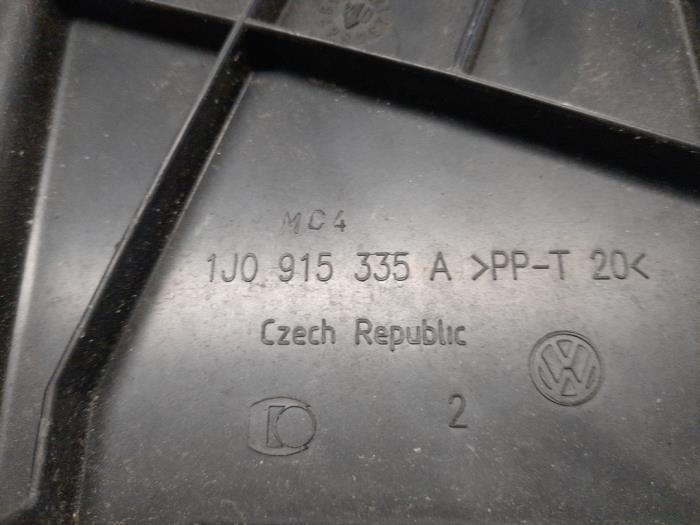 MC4
1J0 915 335 A >PP-T 20<
Czech Republic
2